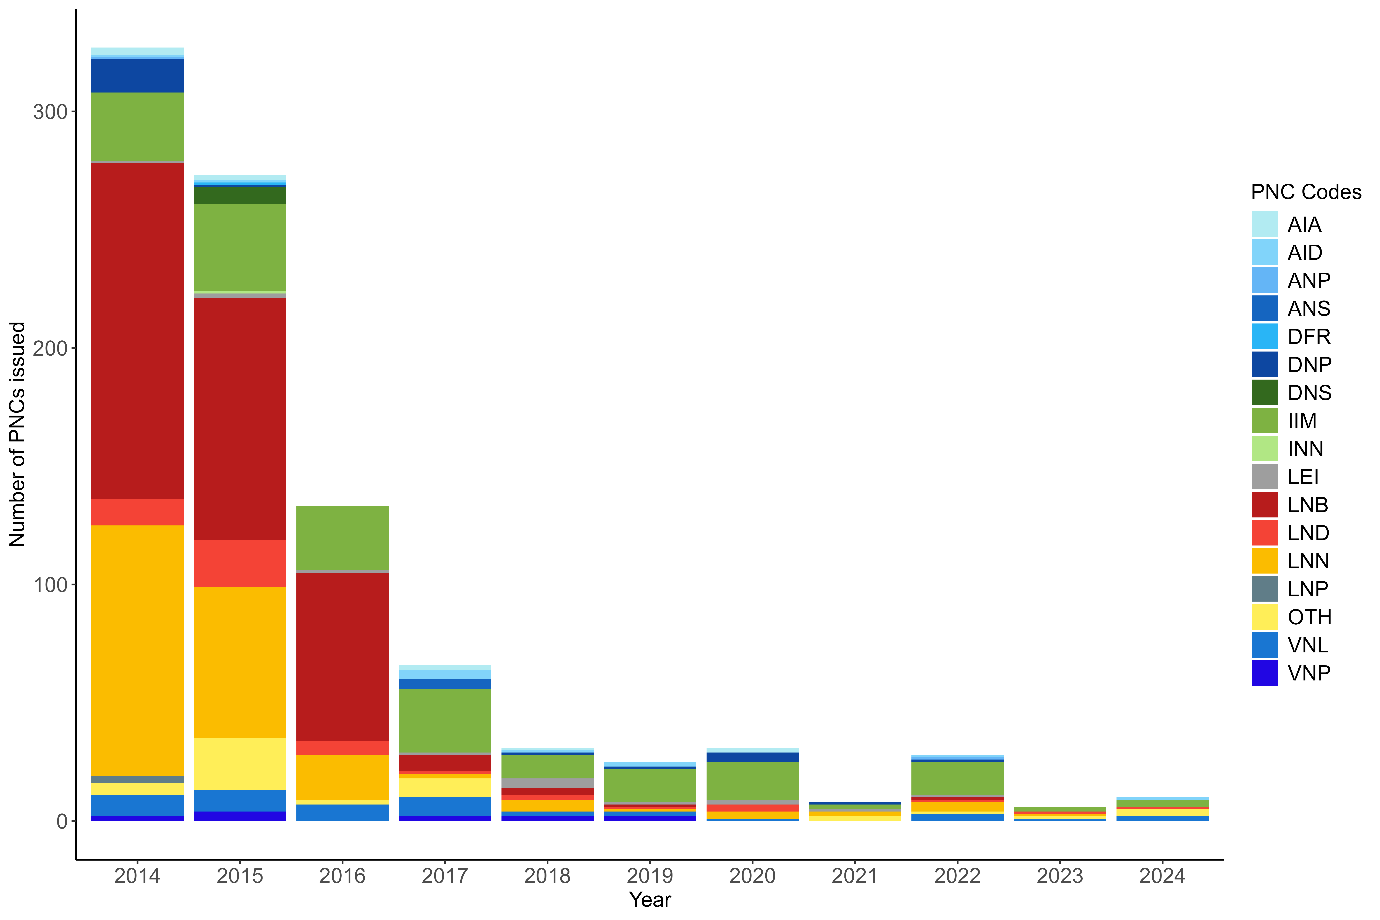 Number of PNCs issued
300
200
100
0
2014 2015 2016 2017 2018 2019 2020 2021 2022 2023 2024
Year
PNC Codes
AIA
AID
ANP
ANS
DFR
DNP
DNS
IIM
INN
LEI
LNB
LND
LNN
LNP
OTH
VNL
VNP